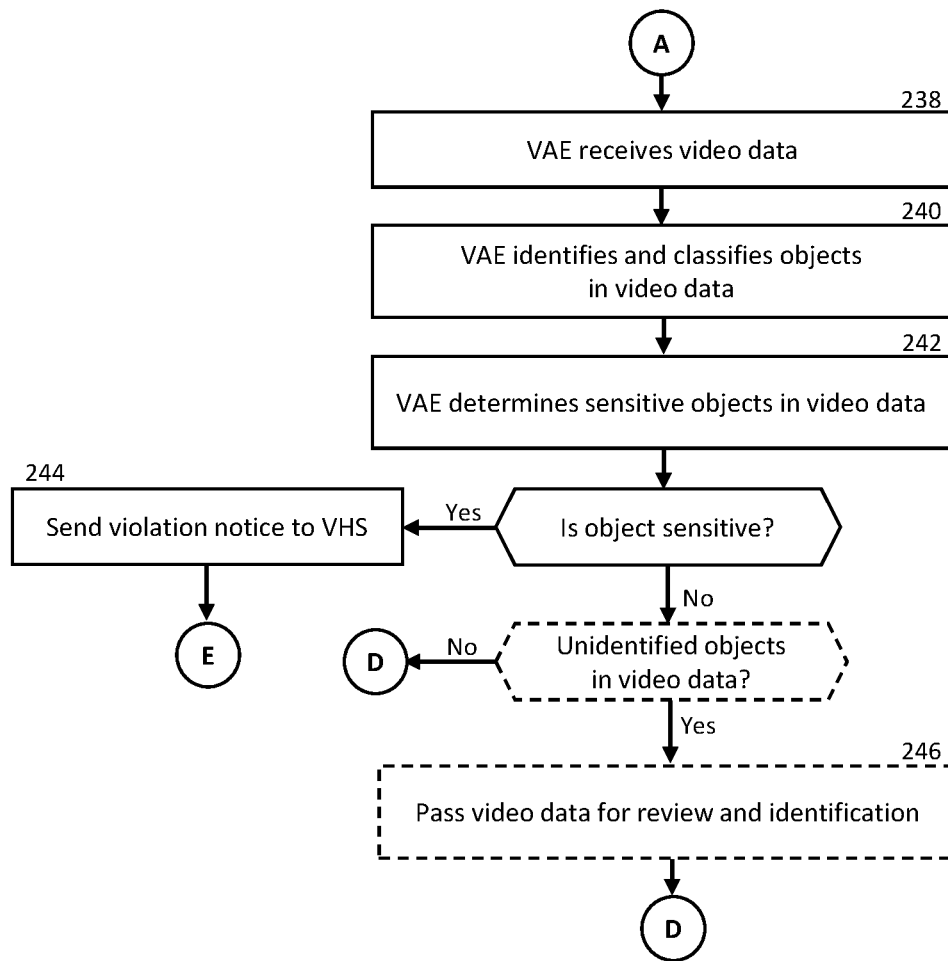 A
238
VAE receives video data
240
VAE identifies and classifies objects
in video data
242
VAE determines sensitive objects in video data
244
Send violation notice to VHS
Yes
Is object sensitive?
No
E
D
No
Unidentified objects
in video data?
Yes
246
Pass video data for review and identification
D